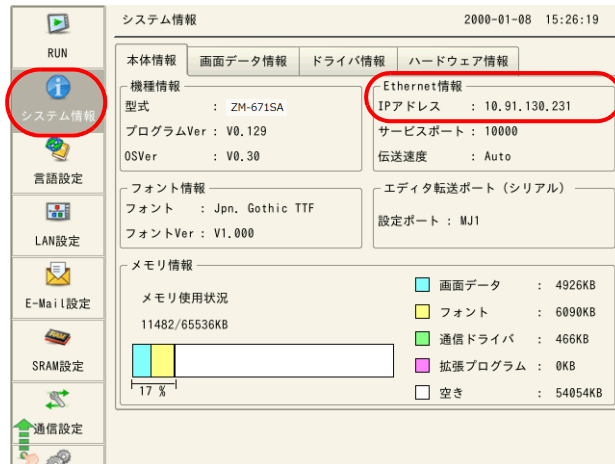 システム情報 2000-01-08 15:26:19
RUN
システム情報
言語設定
LAN設定
E-Mail設定
SRAM設定
通信設定
本体情報 画面データ情報 ドライバ情報 ハードウェア情報
機種情報
型式 : ZM-671SA
プログラムVer : V0.129
OSVer : V0.30
Ethernet情報
IPアドレス : 10.91.130.231
サービスポート : 10000
伝送速度 : Auto
フォント情報
フォント : Jpn. Gothic TTF
フォントVer : V1.000
エディタ転送ポート（シリアル）
設定ポート : MJ1
メモリ情報
メモリ使用状況
11482/65536KB
17 %
画面データ : 4926KB
フォント : 6090KB
通信ドライバ : 466KB
拡張プログラム : 0KB
空き : 54054KB